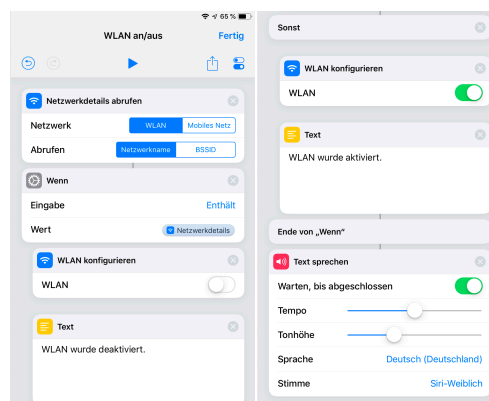 65 %
WLAN an/aus
Fertig
Netzwerkdetails abrufen
Netzwerk
WLAN
Mobiles Netz
Abrufen
Netzwerkname
BSSID
Wenn
Eingabe
Enthält
Wert
Netzwerkdetails
WLAN konfigurieren
WLAN
Text
WLAN wurde deaktiviert.
Sonst
WLAN konfigurieren
WLAN
Text
WLAN wurde aktiviert.
Ende von „Wenn“
Text sprechen
Warten, bis abgeschlossen
Tempo
Tonhöhe
Sprache
Deutsch (Deutschland)
Stimme
Siri-Weiblich